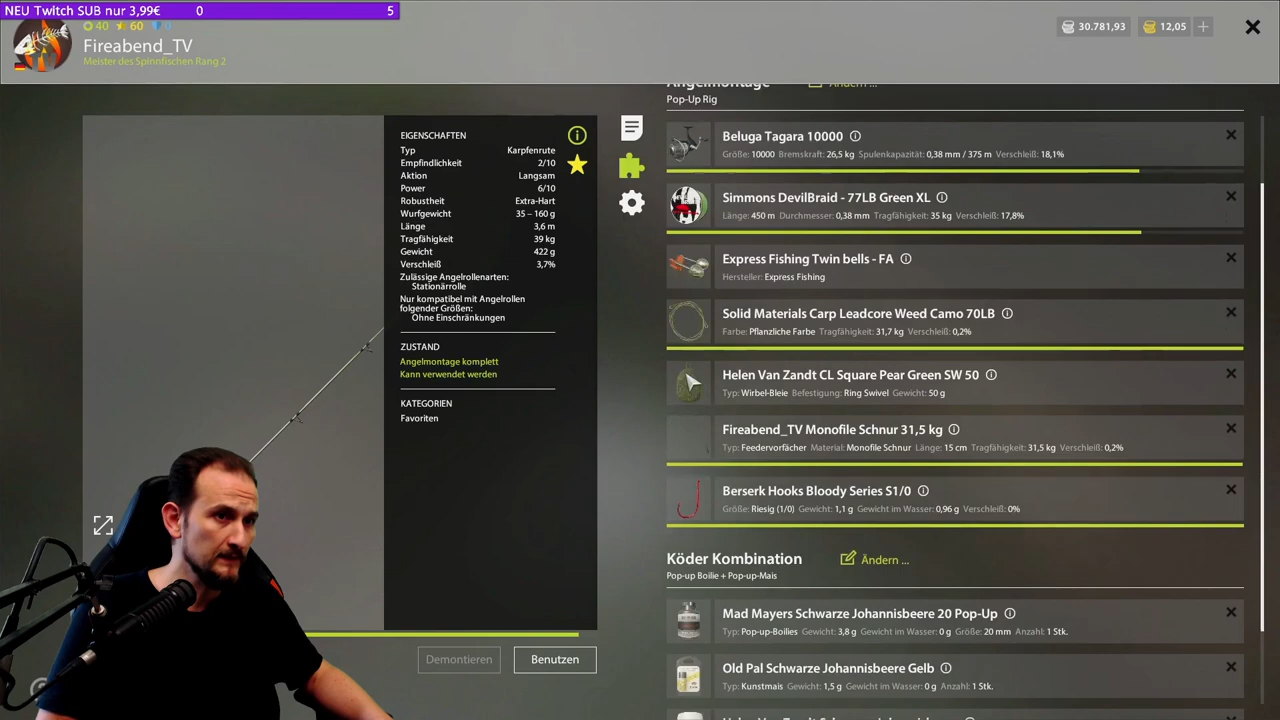 NEU Twitch SUB nur 3,99€ 0 5
40 60 0
Fireabend_TV
Meister des Spinnfischen Rang 2
30.781,93 12,05
EIGENSCHAFTEN
Typ Karpfenrute
Empfindlichkeit 2/10
Aktion Langsam
Power 6/10
Robustheit Extra-Hart
Wurfgewicht 35 – 160 g
Länge 3,6 m
Tragfähigkeit 39 kg
Gewicht 422 g
Verschleiß 3,7%
Zulässige Angelrollenarten:
Stationärrolle
Nur kompatibel mit Angelrollen
folgender Größen:
Ohne Einschränkungen
ZUSTAND
Angelmontage komplett
Kann verwendet werden
KATEGORIEN
Favoriten
Demontieren Benutzen
Angelmontage Ändern ...
Pop-Up Rig
Beluga Tagara 10000
Größe: 10000 Bremskraft: 26,5 kg Spulenkapazität: 0,38 mm / 375 m Verschleiß: 18,1%
Simmons DevilBraid - 77LB Green XL
Länge: 450 m Durchmesser: 0,38 mm Tragfähigkeit: 35 kg Verschleiß: 17,8%
Express Fishing Twin bells - FA
Hersteller: Express Fishing
Solid Materials Carp Leadcore Weed Camo 70LB
Farbe: Pflanzliche Farbe Tragfähigkeit: 31,7 kg Verschleiß: 0,2%
Helen Van Zandt CL Square Pear Green SW 50
Typ: Wirbel-Bleie Befestigung: Ring Swivel Gewicht: 50 g
Fireabend_TV Monofile Schnur 31,5 kg
Typ: Feedervorfächer Material: Monofile Schnur Länge: 15 cm Tragfähigkeit: 31,5 kg Verschleiß: 0,2%
Berserk Hooks Bloody Series S1/0
Größe: Riesig (1/0) Gewicht: 1,1 g Gewicht im Wasser: 0,96 g Verschleiß: 0%
Köder Kombination Ändern ...
Pop-up Boilie + Pop-up-Mais
Mad Mayers Schwarze Johannisbeere 20 Pop-Up
Typ: Pop-up-Boilies Gewicht: 3,8 g Gewicht im Wasser: 0 g Größe: 20 mm Anzahl: 1 Stk.
Old Pal Schwarze Johannisbeere Gelb
Typ: Kunstmais Gewicht: 1,5 g Gewicht im Wasser: 0 g Anzahl: 1 Stk.